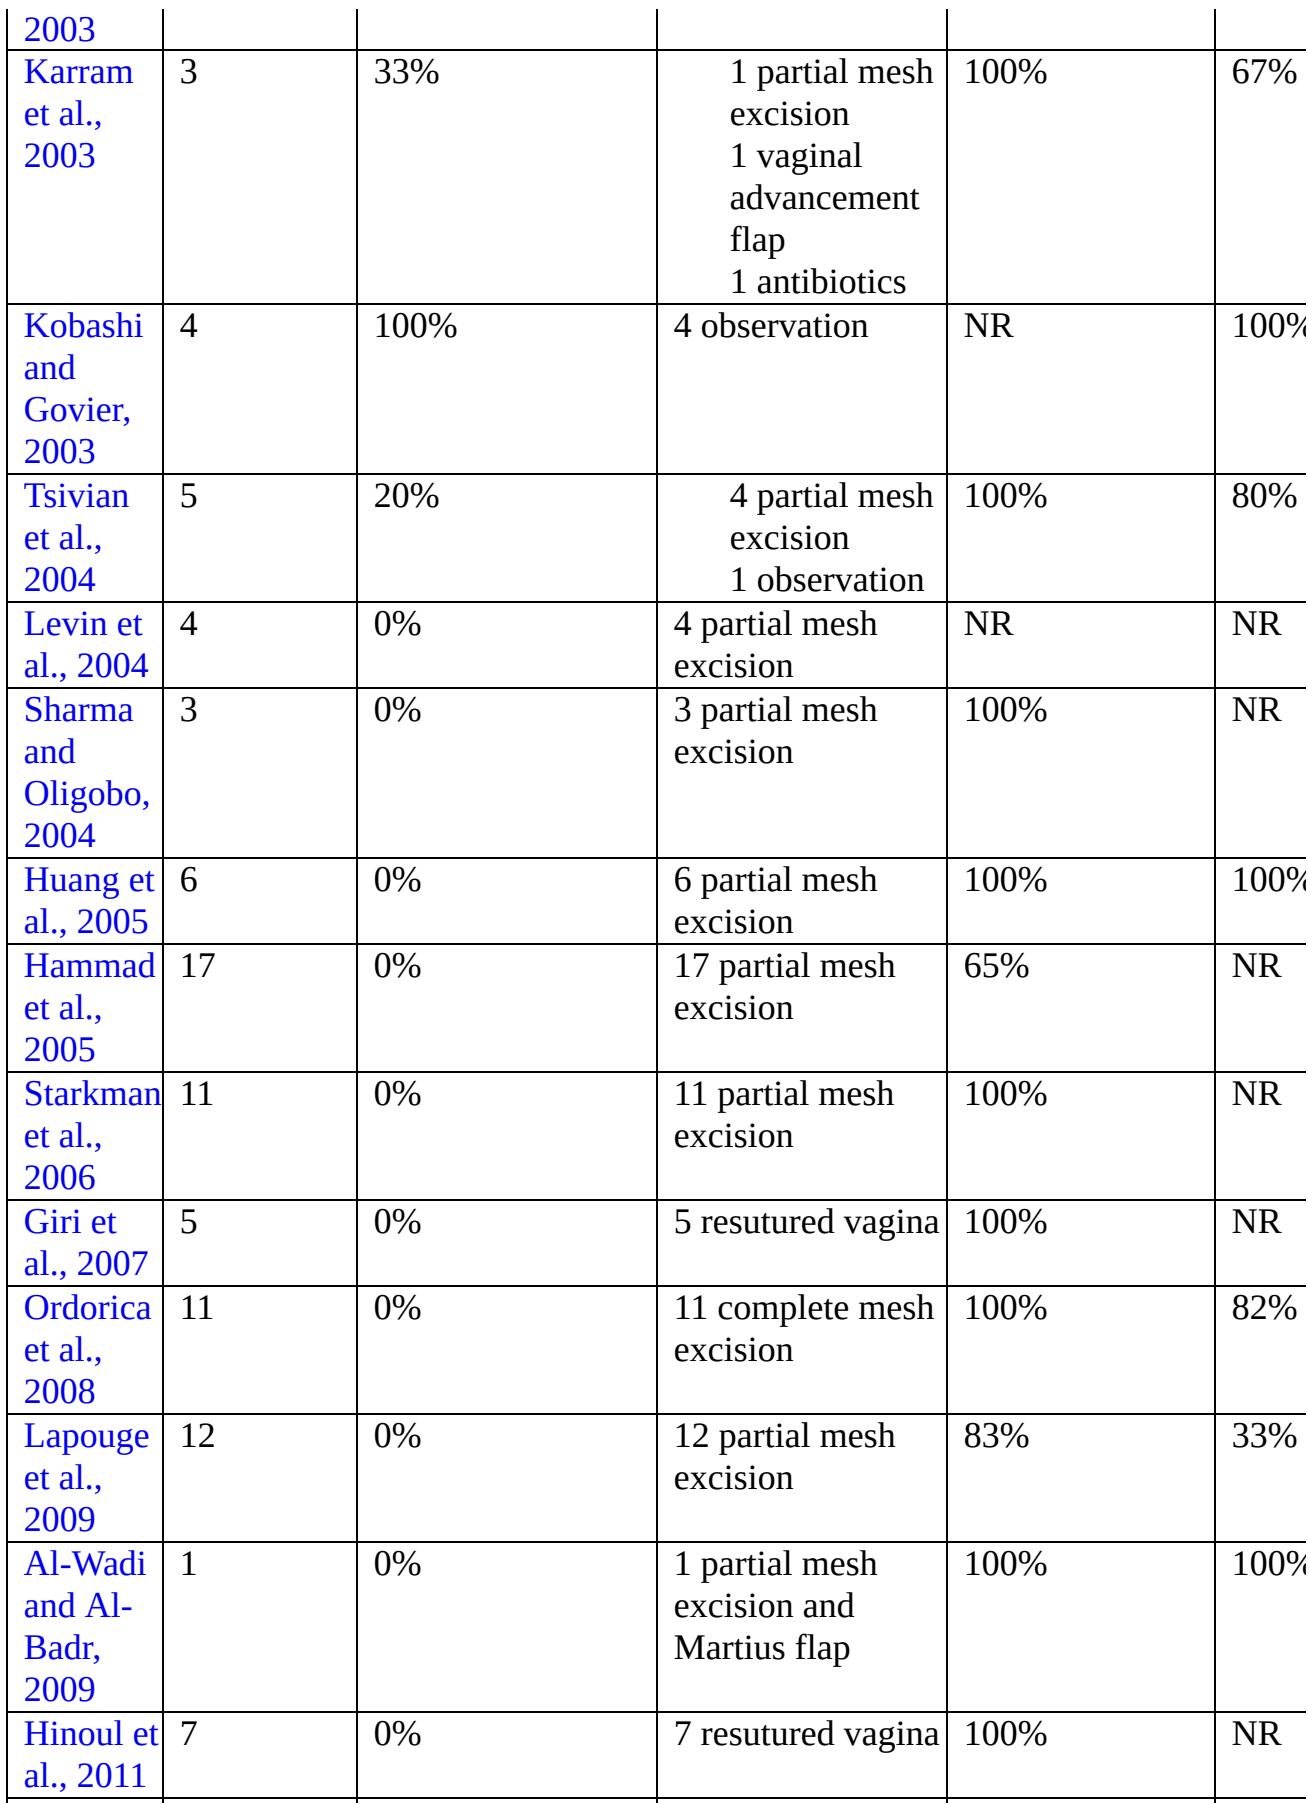 2003
Karram 3 33% 1 partial mesh 100% 67%
et al., excision
2003 1 vaginal
advancement
flap
1 antibiotics
Kobashi 4 100% 4 observation NR 100%
and
Govier,
2003
Tsivian 5 20% 4 partial mesh 100% 80%
et al., excision
2004 1 observation
Levin et 4 0% 4 partial mesh NR NR
al., 2004 excision
Sharma 3 0% 3 partial mesh 100% NR
and excision
Oligobo,
2004
Huang et 6 0% 6 partial mesh 100% 100%
al., 2005 excision
Hammad 17 0% 17 partial mesh 65% NR
et al., excision
2005
Starkman 11 0% 11 partial mesh 100% NR
et al., excision
2006
Giri et 5 0% 5 resutured vagina 100% NR
al., 2007
Ordorica 11 0% 11 complete mesh 100% 82%
et al., excision
2008
Lapouge 12 0% 12 partial mesh 83% 33%
et al., excision
2009
Al-Wadi 1 0% 1 partial mesh 100% 100%
and Al- excision and
Badr, Martius flap
2009
Hinoul et 7 0% 7 resutured vagina 100% NR
al., 2011